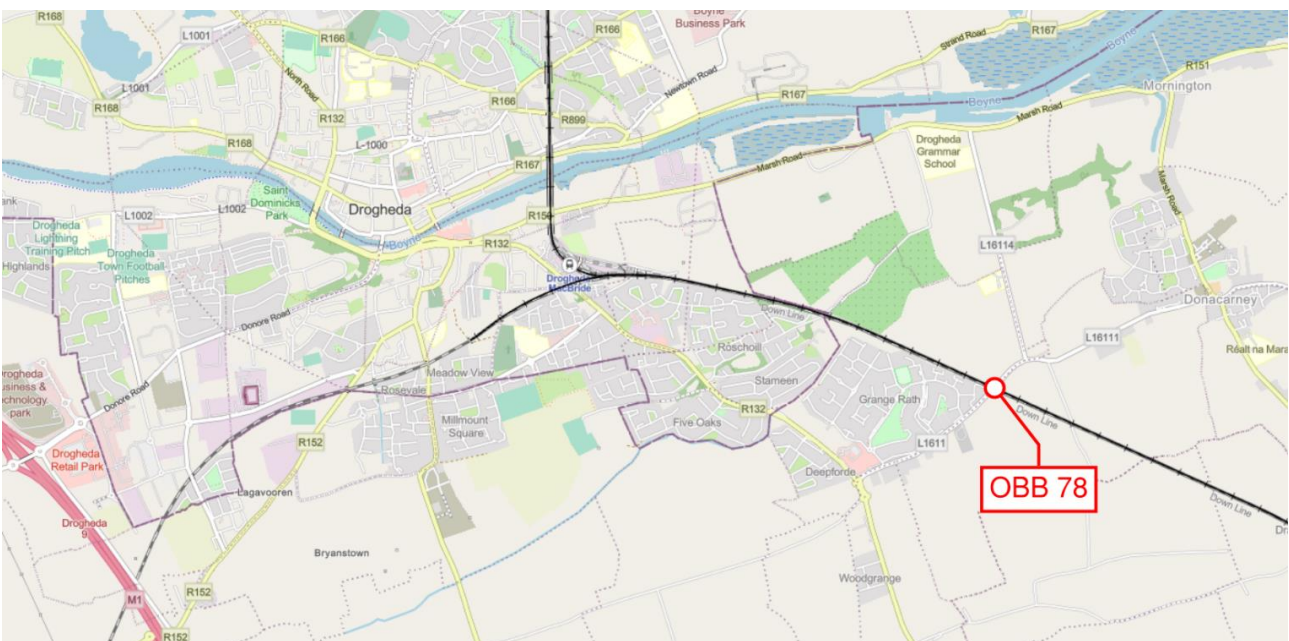 R168
L1001
R166
Boyne
Business Park
R166
Strand Road
R167
Boyne
R151
Mornington
L1001
R168
North Road
R132
R166
Newtown Road
R899
R167
Boyne
Marsh Road
R168
L-1000
R167
Marsh Road
Drogheda
Grammar
School
Marsh Road
Saint
Dominicks
Park
Drogheda
L1002
L1002
R150
Drogheda
Lightning
Training Pitch
Highlands
Drogheda
Town Football
Pitches
Boyne
R132
Drogheda
MacBride
L16114
Donacarney
Donore Road
Down Line
L16111
Réalt na Mara
Roschoill
Meadow View
Rosevale
Stameen
Grange Rath
Donore Road
Drogheda
Business &
Technology
park
Millmount
Square
Five Oaks
R132
Down Line
L1611
R152
Drogheda
Retail Park
Deepforde
OBB 78
Lagavooren
Down Line
Drogheda
9
Bryanstown
Woodgrange
R152
M1
R152